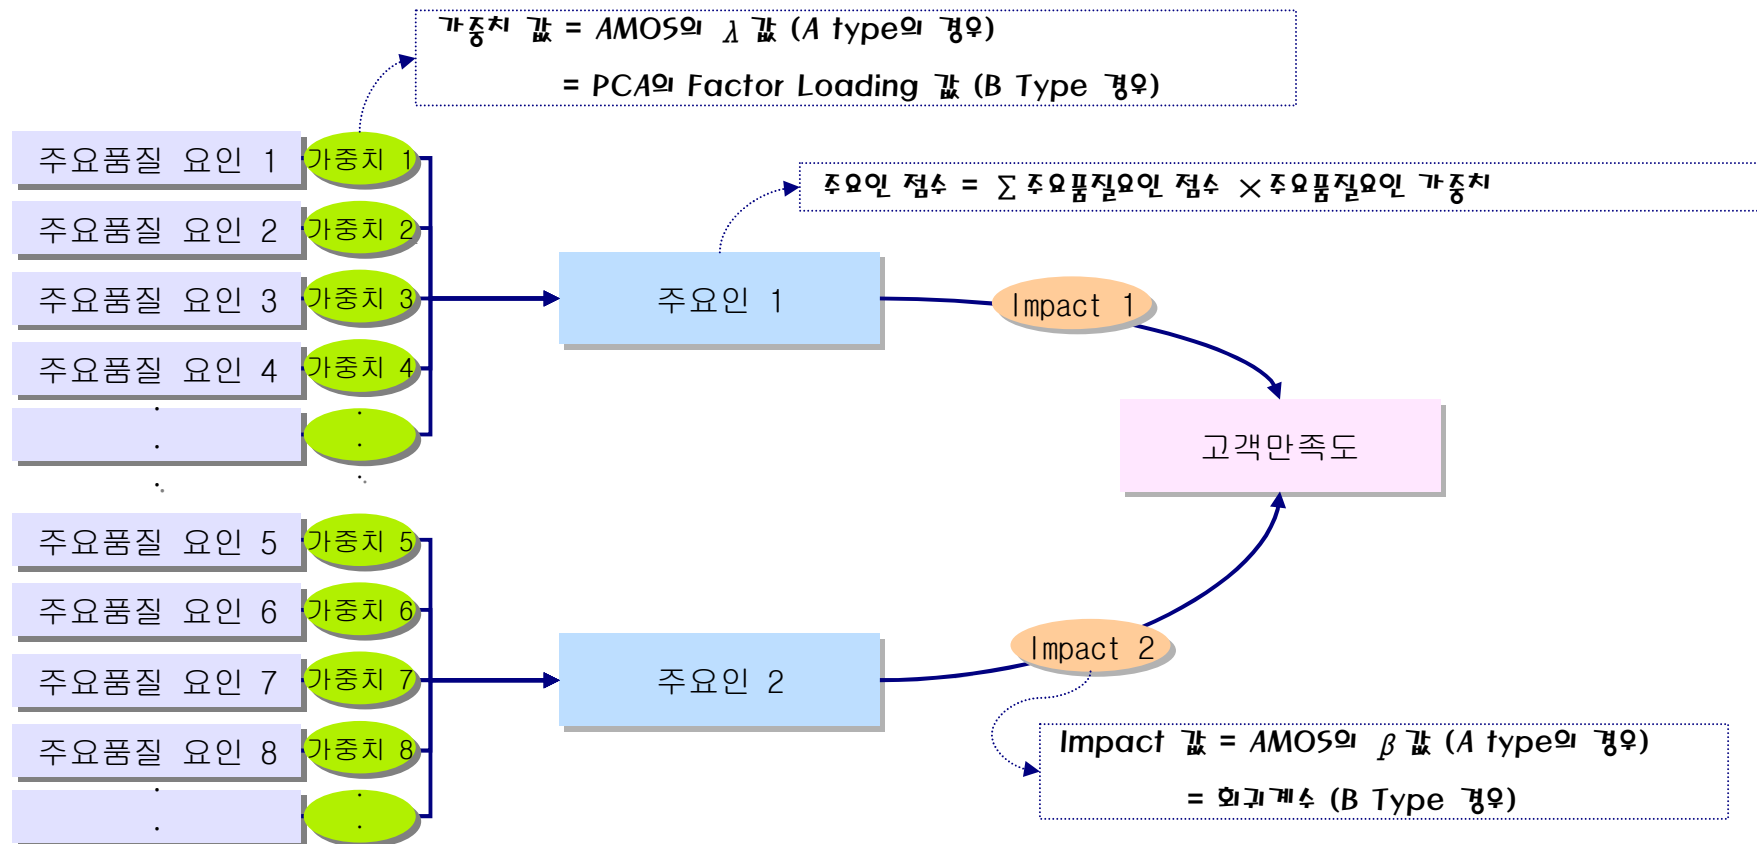 가중치 값 = AMOS의 λ 값 (A type의 경우)
= PCA의 Factor Loading 값 (B Type 경우)
주요품질 요인 1 가중치 1
주요인 점수 = ∑ 주요품질요인 점수 ×주요품질요인 가중치
주요품질 요인 2 가중치 2
주요품질 요인 3 가중치 3
주요인 1
Impact 1
주요품질 요인 4 가중치 4
고객만족도
주요품질 요인 5 가중치 5
주요품질 요인 6 가중치 6
주요품질 요인 7 가중치 7
주요인 2
Impact 2
주요품질 요인 8 가중치 8
Impact 값 = AMOS의 β 값 (A type의 경우)
= 회귀계수 (B Type 경우)